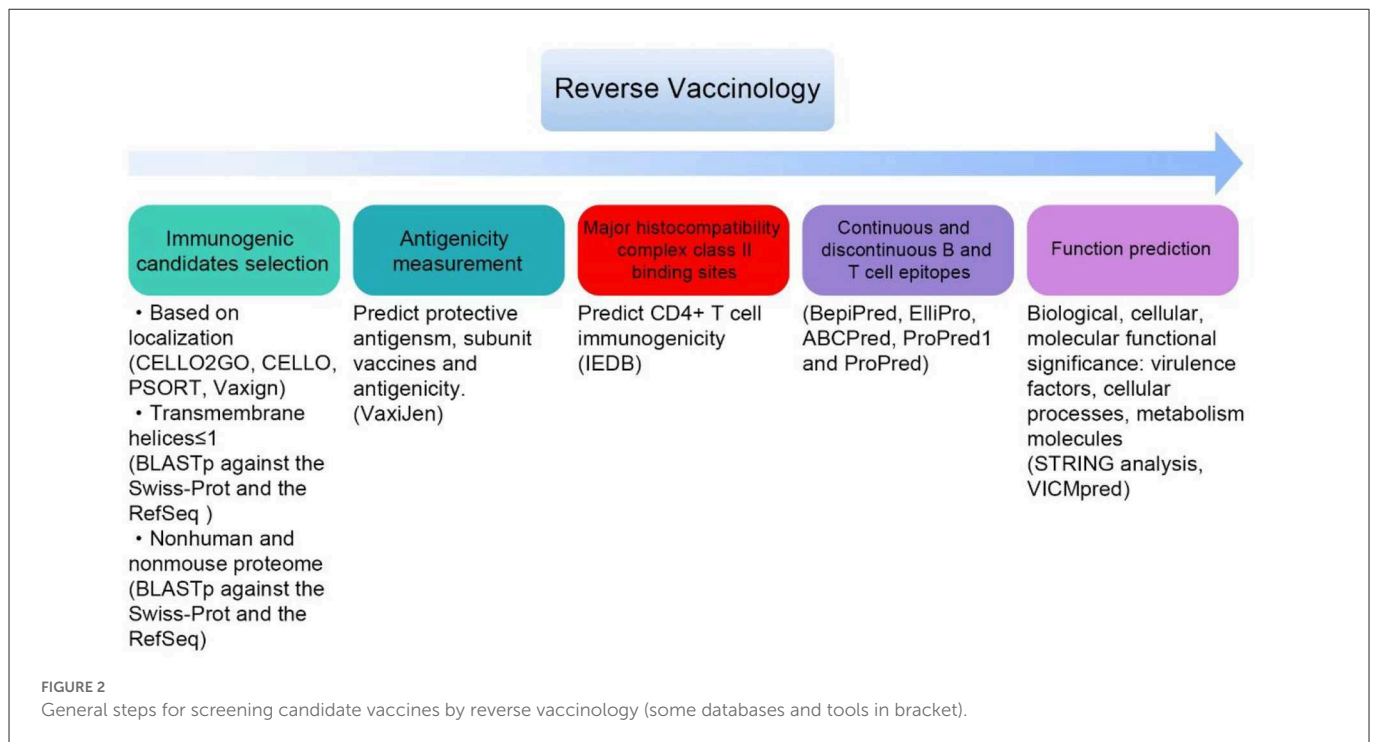 Reverse Vaccinology
Immunogenic
candidates selection
• Based on
localization
(CELLO2GO, CELLO,
PSORT, Vaxign)
• Transmembrane
helices≤1
(BLASTp against the
Swiss-Prot and the
RefSeq )
• Nonhuman and
nonmouse proteome
(BLASTp against the
Swiss-Prot and the
RefSeq)
Antigenicity
measurement
Predict protective
antigensm, subunit
vaccines and
antigenicity.
(VaxiJen)
Major histocompatibility
complex class II
binding sites
Predict CD4+ T cell
immunogenicity
(IEDB)
Continuous and
discontinuous B and
T cell epitopes
(BepiPred, ElliPro,
ABCPred, ProPred1
and ProPred)
Function prediction
Biological, cellular,
molecular functional
significance: virulence
factors, cellular
processes, metabolism
molecules
(STRING analysis,
VICMpred)
FIGURE 2
General steps for screening candidate vaccines by reverse vaccinology (some databases and tools in bracket).